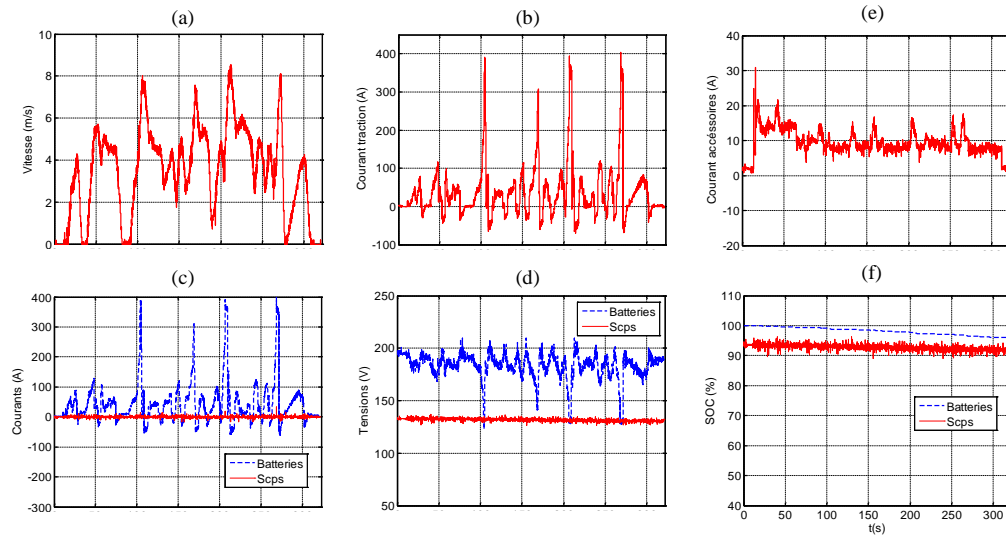 (a)
10
8
6
4
2
0
Vitesse (m/s)
(b)
400
300
200
100
0
-100
Courant traction (A)
(e)
40
30
20
10
0
-10
-20
Courant accéssoires (A)
(c)
400
300
200
100
0
-100
-200
-300
Courants (A)
Batteries
Scps
(d)
250
200
150
100
50
Tensions (V)
Batteries
Scps
(f)
110
100
90
80
70
60
50
40
SOC (%)
Batteries
Scps
0 50 100 150 200 250 300
t(s)